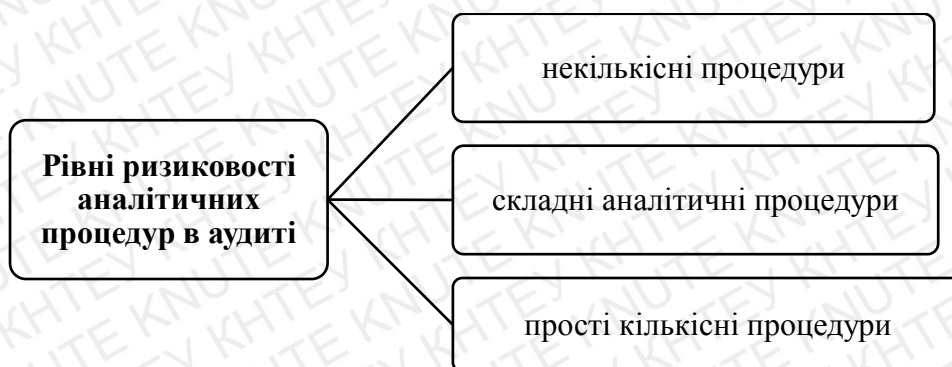 некількісні процедури
Рівні ризиковості
аналітичних
процедур в аудиті
складні аналітичні процедури
прості кількісні процедури